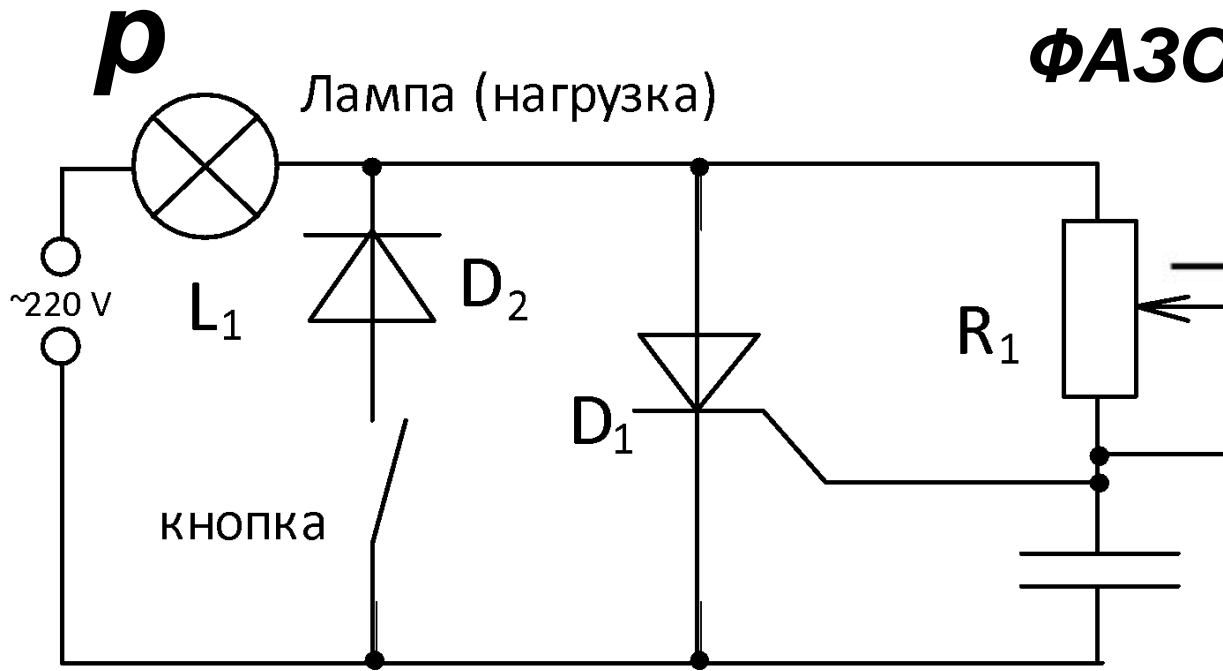 р
ФАЗО
Лампа (нагрузка)
~220 V
L1
D2
R1
D1
кнопка